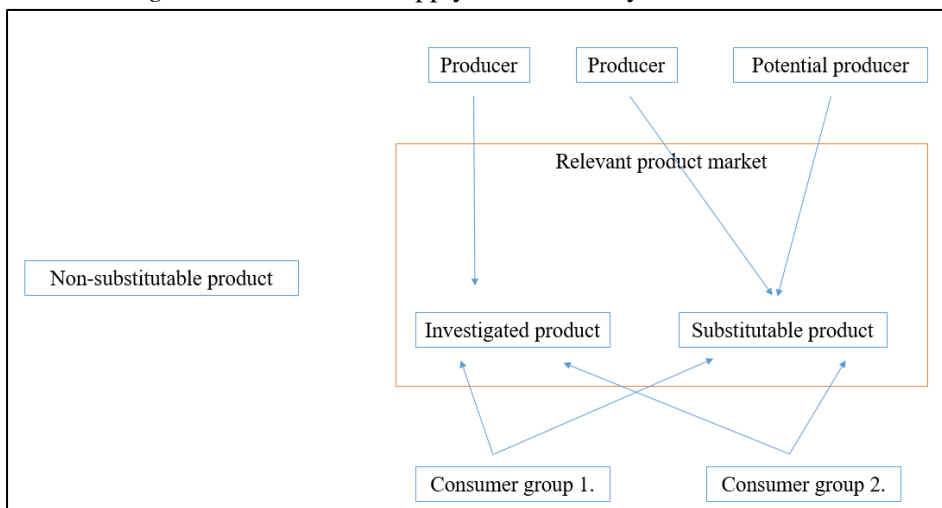 Producer Producer Potential producer
Relevant product market
Non-substitutable product
Investigated product Substitutable product
Consumer group 1. Consumer group 2.